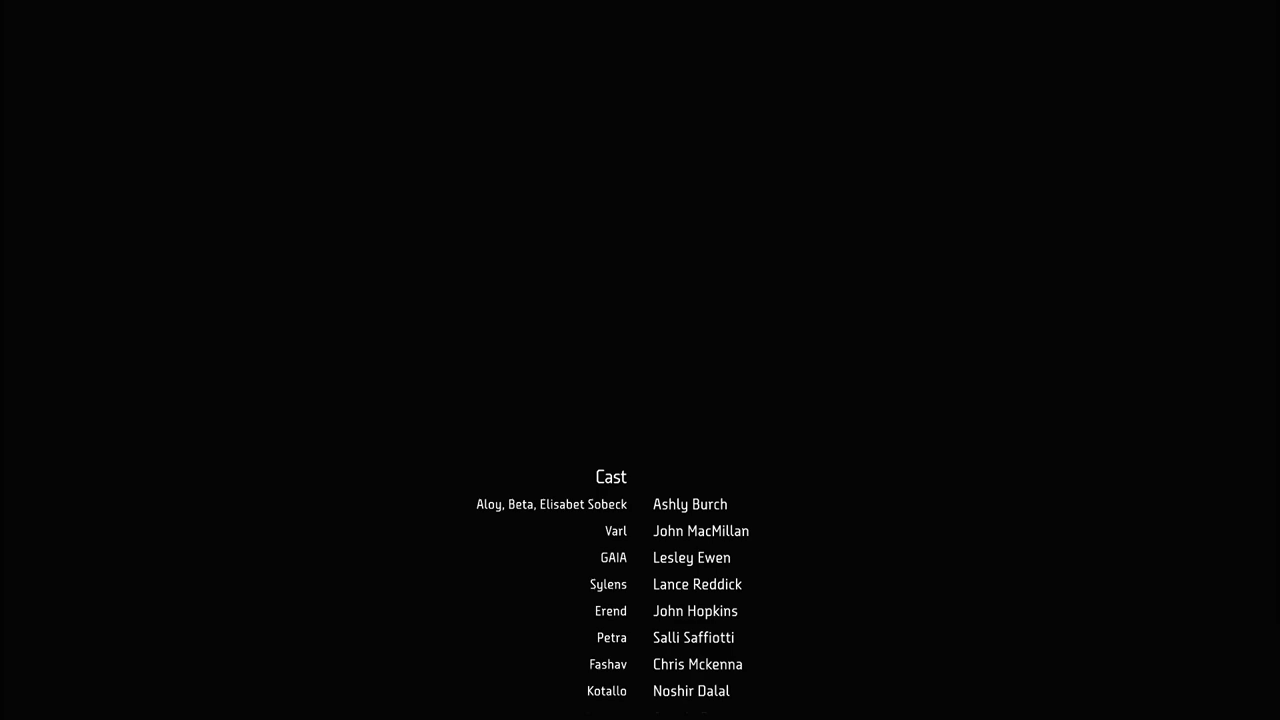 Cast
Aloy, Beta, Elisabet Sobeck Ashly Burch
Varl John MacMillan
GAIA Lesley Ewen
Sylens Lance Reddick
Erend John Hopkins
Petra Salli Saffiotti
Fashav Chris Mckenna
Kotallo Noshir Dalal